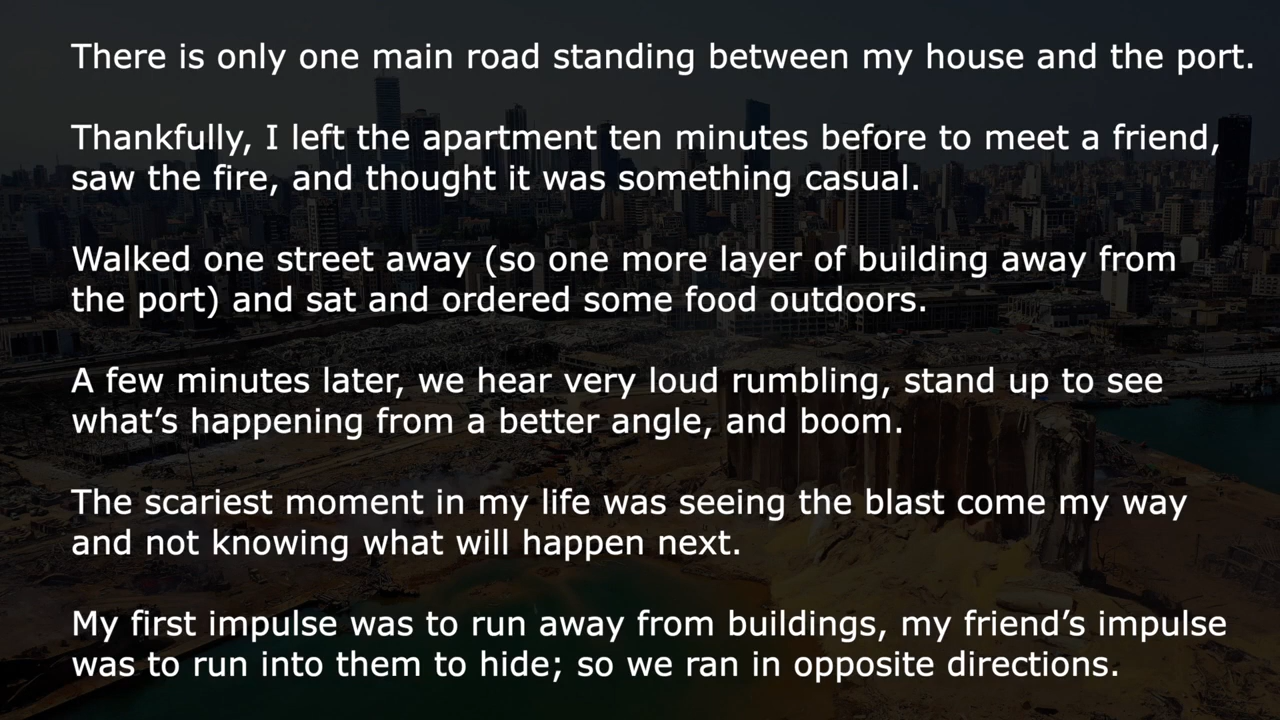 There is only one main road standing between my house and the port.
Thankfully, I left the apartment ten minutes before to meet a friend,
saw the fire, and thought it was something casual.
Walked one street away (so one more layer of building away from
the port) and sat and ordered some food outdoors.
A few minutes later, we hear very loud rumbling, stand up to see
what’s happening from a better angle, and boom.
The scariest moment in my life was seeing the blast come my way
and not knowing what will happen next.
My first impulse was to run away from buildings, my friend’s impulse
was to run into them to hide; so we ran in opposite directions.